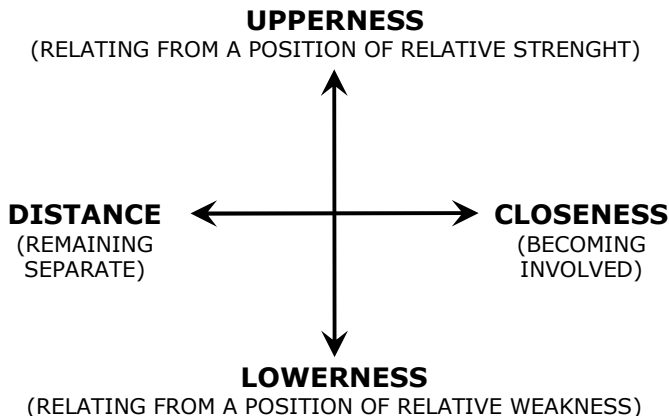 UPPERNESS
(RELATING FROM A POSITION OF RELATIVE STRENGHT)
DISTANCE
(REMAINING
SEPARATE)
CLOSENESS
(BECOMING
INVOLVED)
LOWERNESS
(RELATING FROM A POSITION OF RELATIVE WEAKNESS)